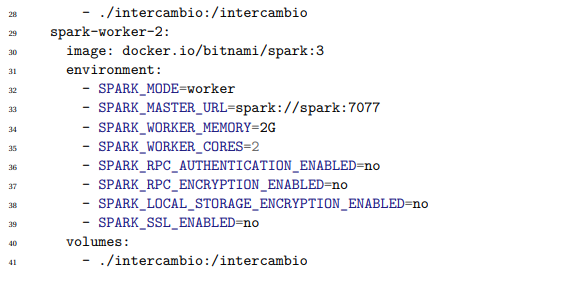 28 - ./intercambio:/intercambio
29 spark-worker-2:
30 image: docker.io/bitnami/spark:3
31 environment:
32 - SPARK_MODE=worker
33 - SPARK_MASTER_URL=spark://spark:7077
34 - SPARK_WORKER_MEMORY=2G
35 - SPARK_WORKER_CORES=2
36 - SPARK_RPC_AUTHENTICATION_ENABLED=no
37 - SPARK_RPC_ENCRYPTION_ENABLED=no
38 - SPARK_LOCAL_STORAGE_ENCRYPTION_ENABLED=no
39 - SPARK_SSL_ENABLED=no
40 volumes:
41 - ./intercambio:/intercambio